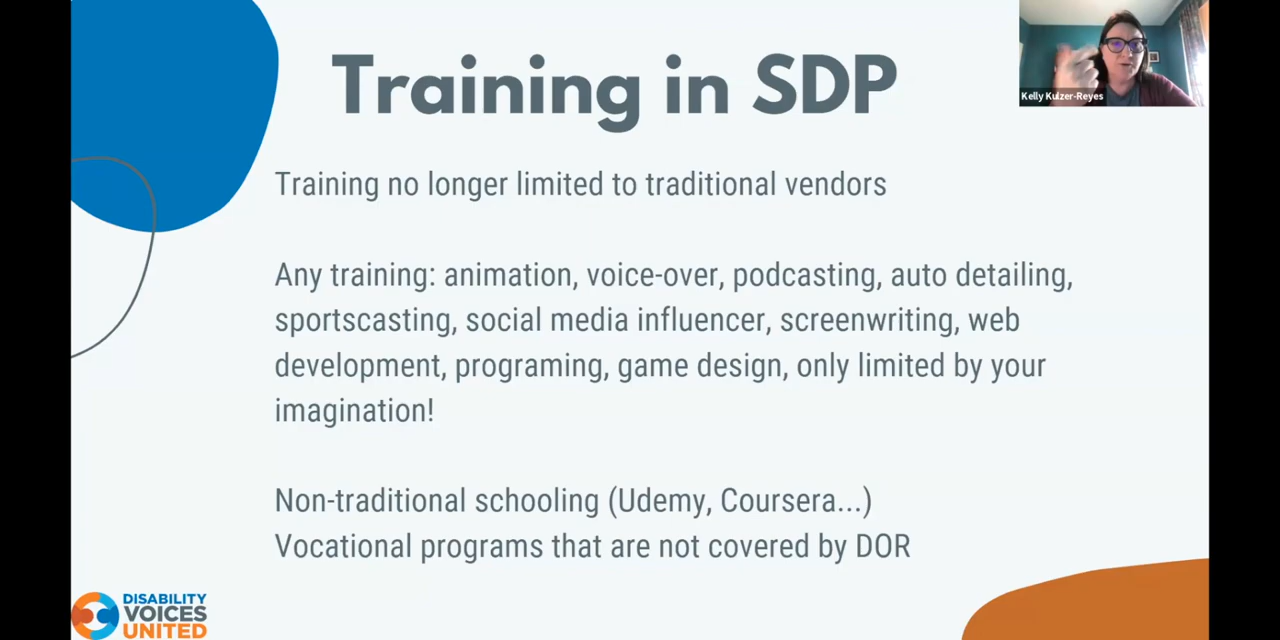 Training in SDP
Kelly Kulzer-Reyes
Training no longer limited to traditional vendors
Any training: animation, voice-over, podcasting, auto detailing,
sportscasting, social media influencer, screenwriting, web
development, programing, game design, only limited by your
imagination!
Non-traditional schooling (Udemy, Coursera...)
Vocational programs that are not covered by DOR
DISABILITY
VOICES
UNITED